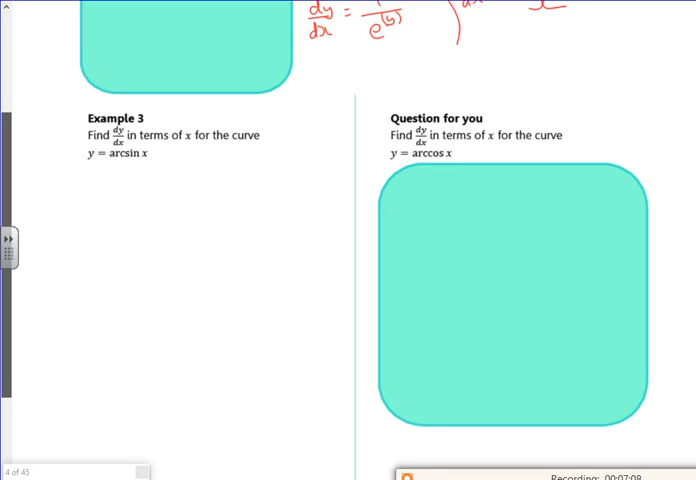 dy/dx = 1/e^(y)
Example 3
Find dy/dx in terms of x for the curve
y = arcsin x
Question for you
Find dy/dx in terms of x for the curve
y = arccos x
4 of 45
Recording: 00:07:08